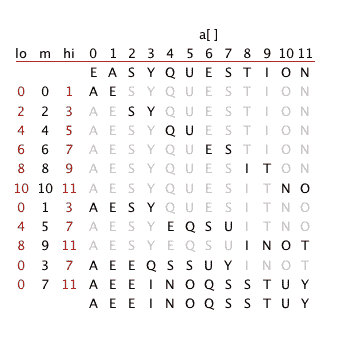 a[ ]
lo m hi 0 1 2 3 4 5 6 7 8 9 10 11
E A S Y Q U E S T I O N
0 0 1 A E S Y Q U E S T I O N
2 2 3 A E S Y Q U E S T I O N
4 4 5 A E S Y Q U E S T I O N
6 6 7 A E S Y Q U E S T I O N
8 8 9 A E S Y Q U E S I T O N
10 10 11 A E S Y Q U E S I T N O
0 1 3 A E S Y Q U E S I T N O
4 5 7 A E S Y E Q S U I T N O
8 9 11 A E S Y E Q S U I N O T
0 3 7 A E E Q S S U Y I N O T
0 7 11 A E E I N O Q S S T U Y
A E E I N O Q S S T U Y